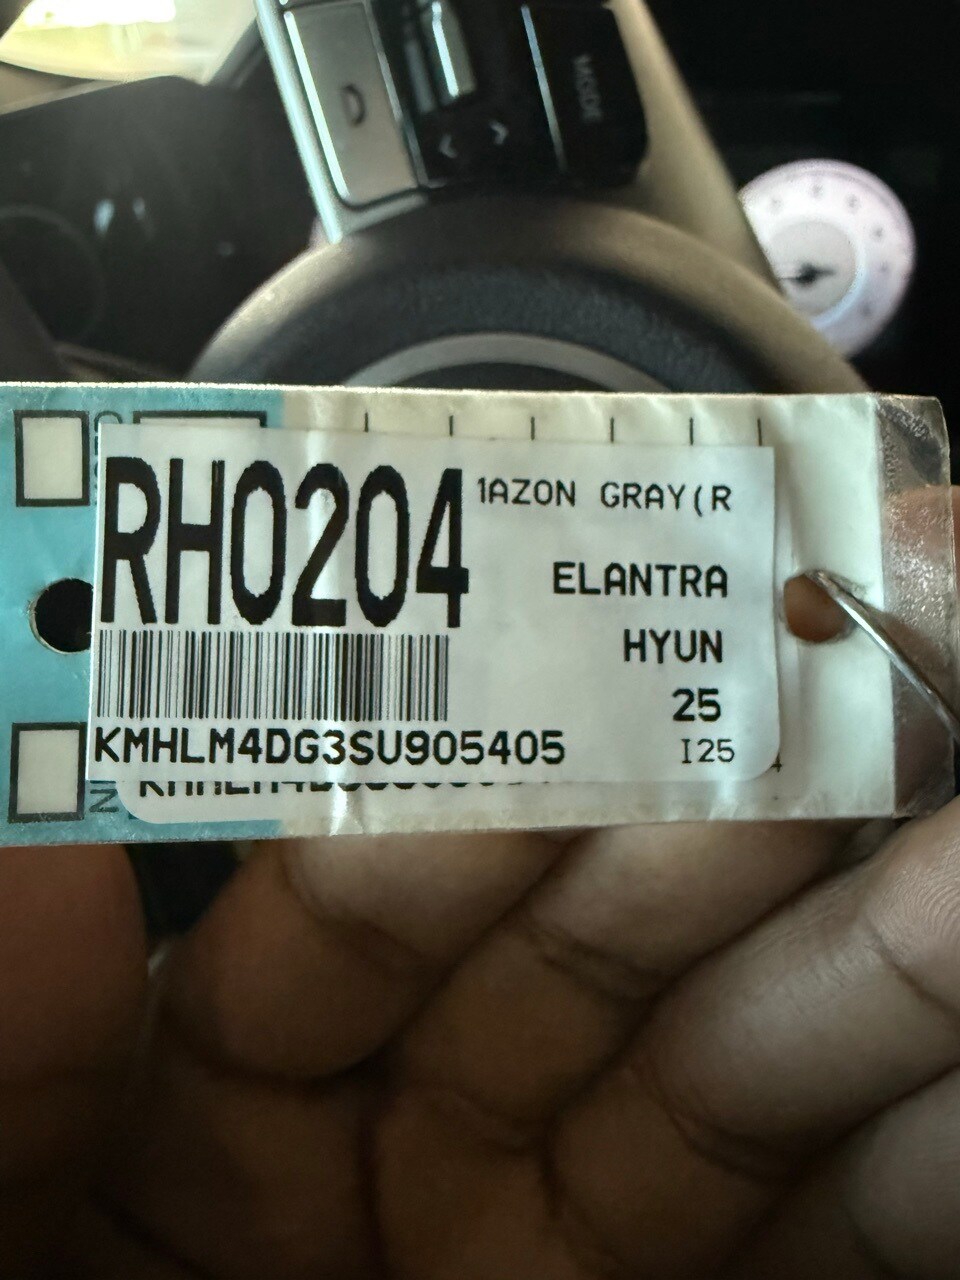 MODE
RH0204
1AZON GRAY(R
ELANTRA
HYUN
25
KMHLM4DG3SU905405
I25